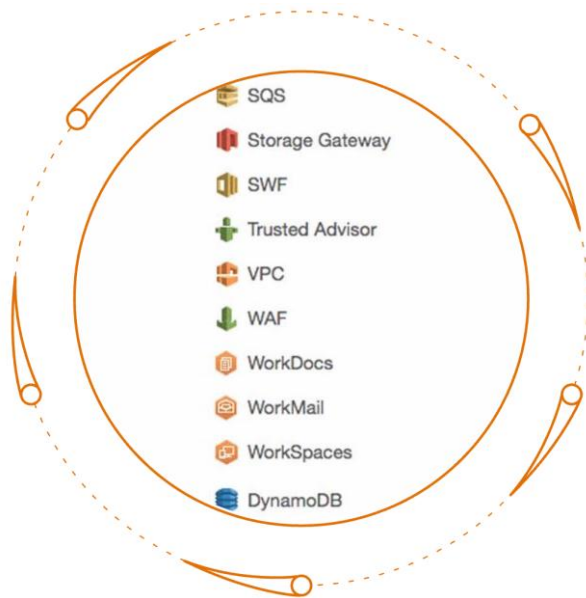 SQS
Storage Gateway
SWF
Trusted Advisor
VPC
WAF
WorkDocs
WorkMail
WorkSpaces
DynamoDB